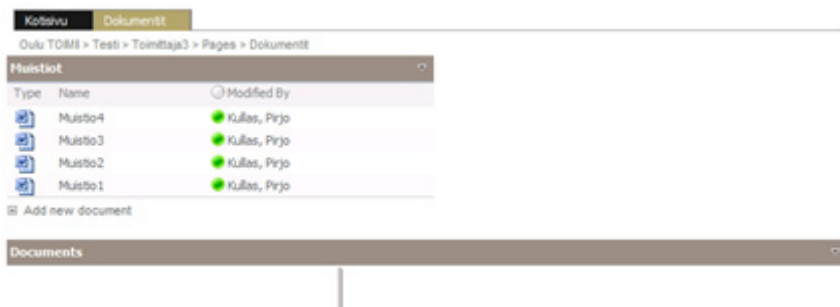 Kotisivu Dokumentit
Oulu TOIMII > Testi > Toimittaja3 > Pages > Dokumentit
Muistiot
Type Name Modified By
Muistio4 Kullas, Pirjo
Muistio3 Kullas, Pirjo
Muistio2 Kullas, Pirjo
Muistio1 Kullas, Pirjo
Add new document
Documents